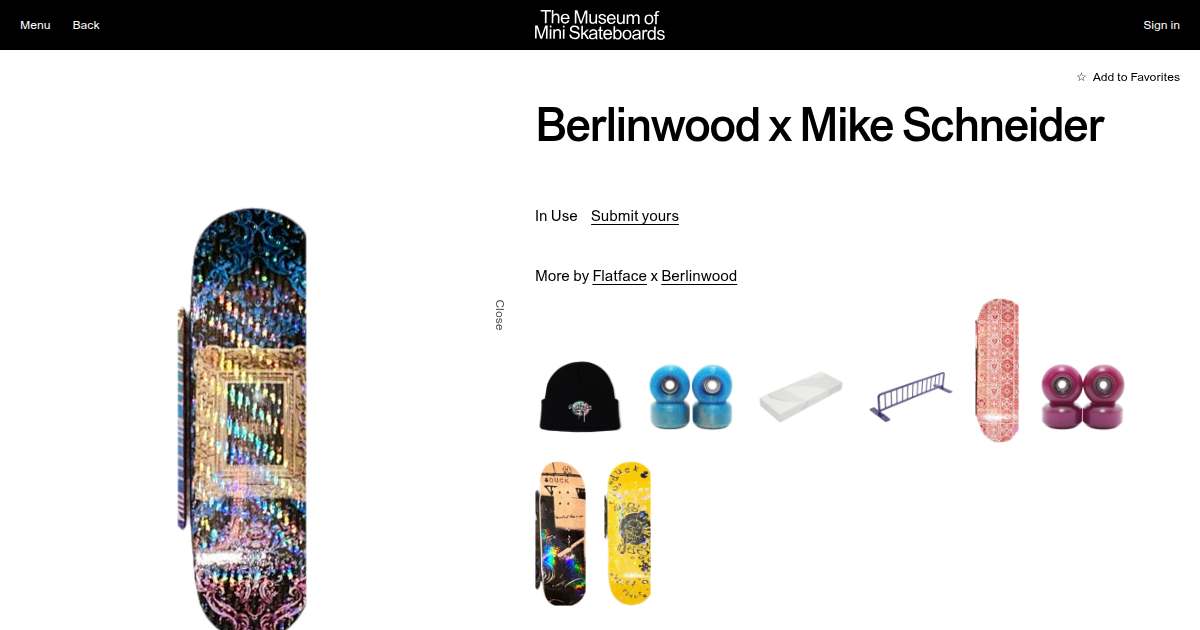 Menu Back
The Museum of
Mini Skateboards
Sign in
☆ Add to Favorites
Berlinwood x Mike Schneider
In Use Submit yours
More by Flatface x Berlinwood
Close
DUCK